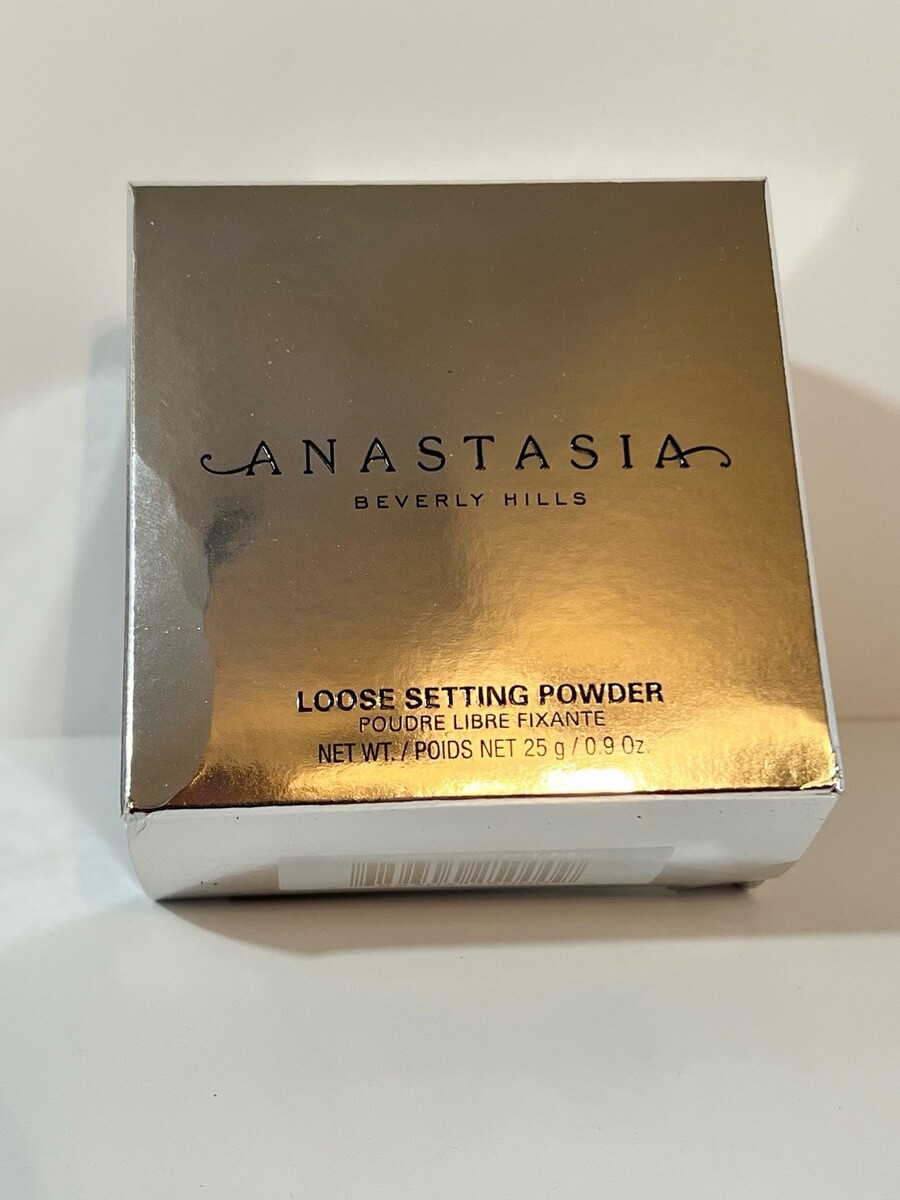 ANASTASIA
BEVERLY HILLS
LOOSE SETTING POWDER
POUDRE LIBRE FIXANTE
NET WT. / POIDS NET 25 g / 0.9 Oz.